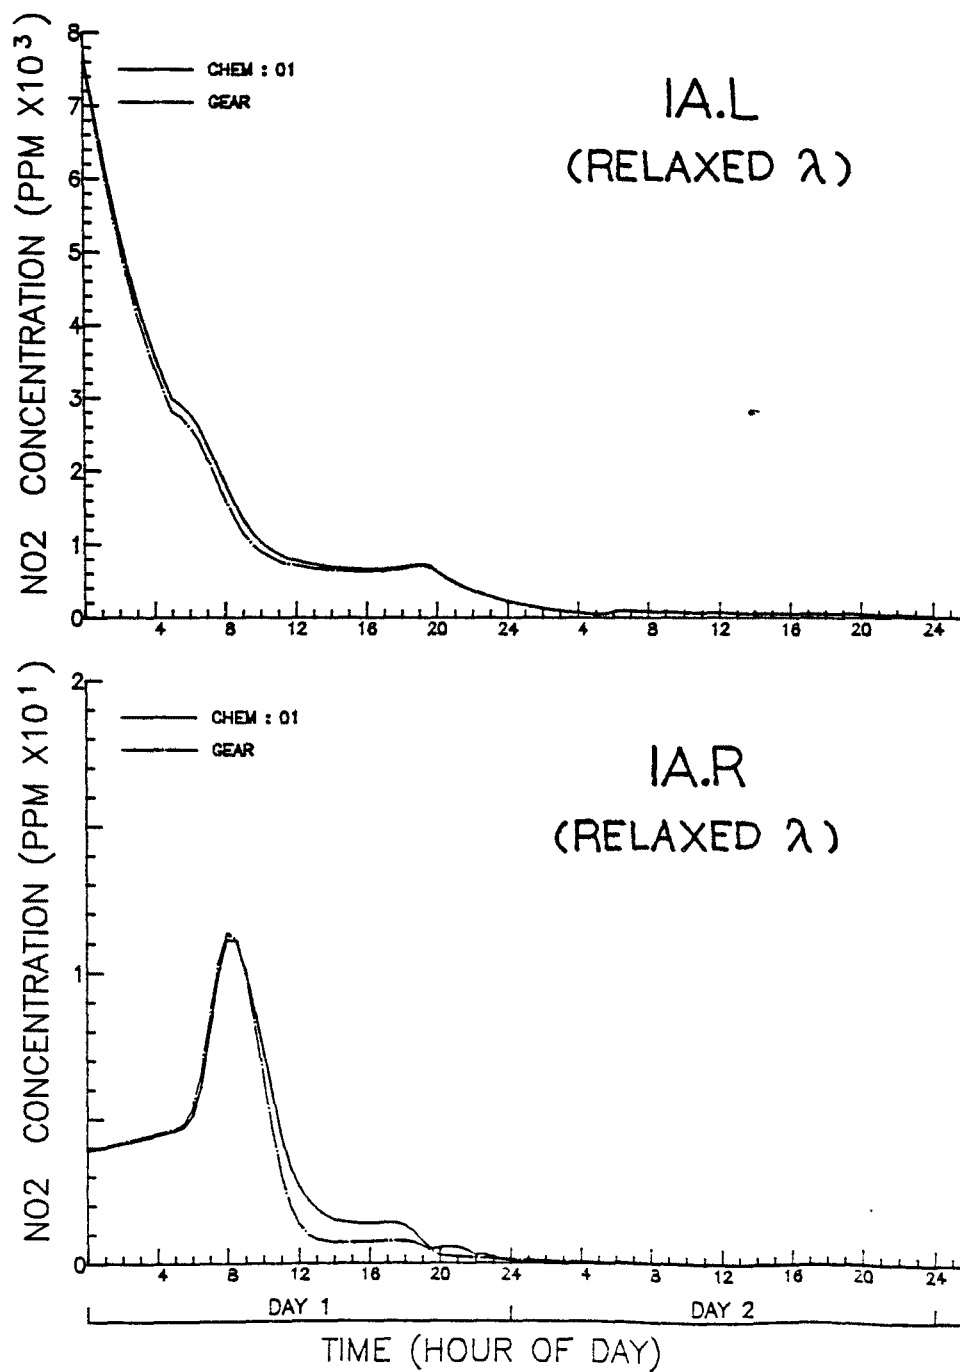 NO2 CONCENTRATION (PPM X10³)
8
7
6
5
4
3
2
1
0
CHEM : 01
GEAR
IA.L
(RELAXED λ)
4 8 12 16 20 24 4 8 12 16 20 24
NO2 CONCENTRATION (PPM X10¹)
2
1
0
CHEM : 01
GEAR
IA.R
(RELAXED λ)
4 8 12 16 20 24 4 8 12 16 20 24
DAY 1 DAY 2
TIME (HOUR OF DAY)